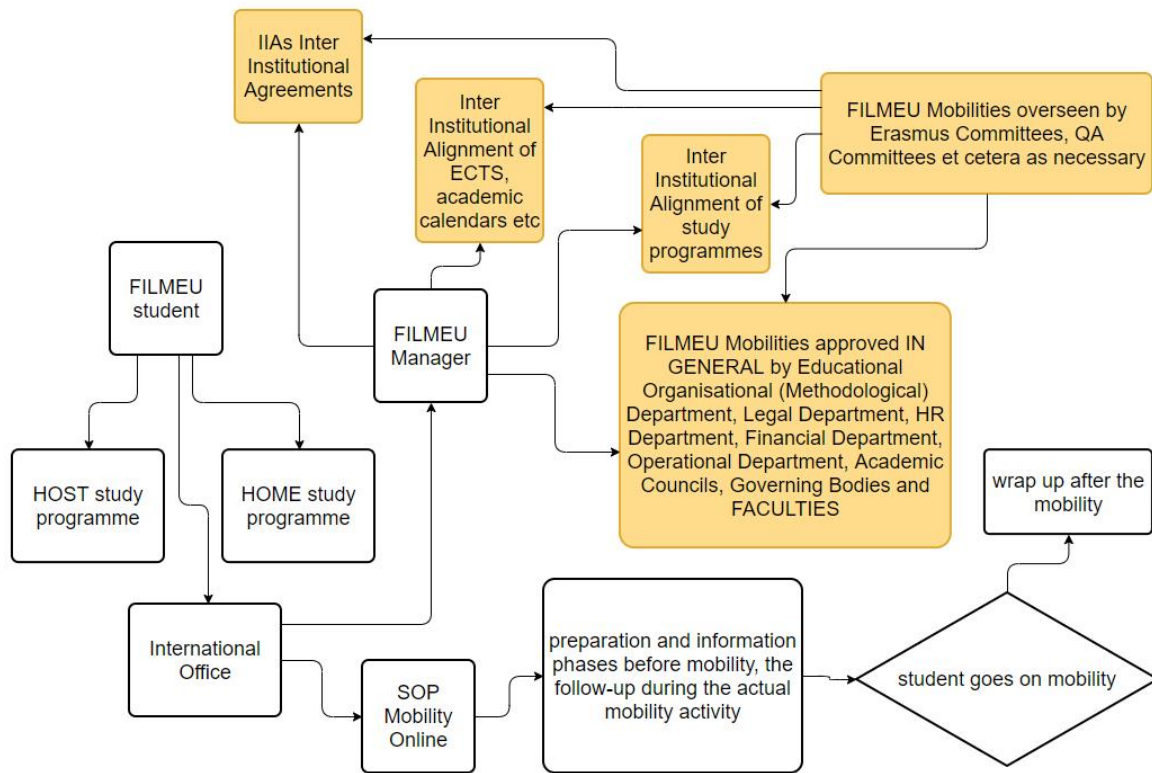 IIAs Inter
Institutional
Agreements
Inter
Institutional
Alignment of
ECTS,
academic
calendars etc
FILMEU Mobilities overseen by
Erasmus Committees, QA
Committees et cetera as necessary
Inter
Institutional
Alignment of
study
programmes
FILMEU
student
FILMEU
Manager
FILMEU Mobilities approved IN
GENERAL by Educational
Organisational (Methodological)
Department, Legal Department, HR
Department, Financial Department,
Operational Department, Academic
Councils, Governing Bodies and
FACULTIES
HOST study
programme
HOME study
programme
wrap up after the
mobility
International
Office
SOP
Mobility
Online
preparation and information
phases before mobility, the
follow-up during the actual
mobility activity
student goes on mobility